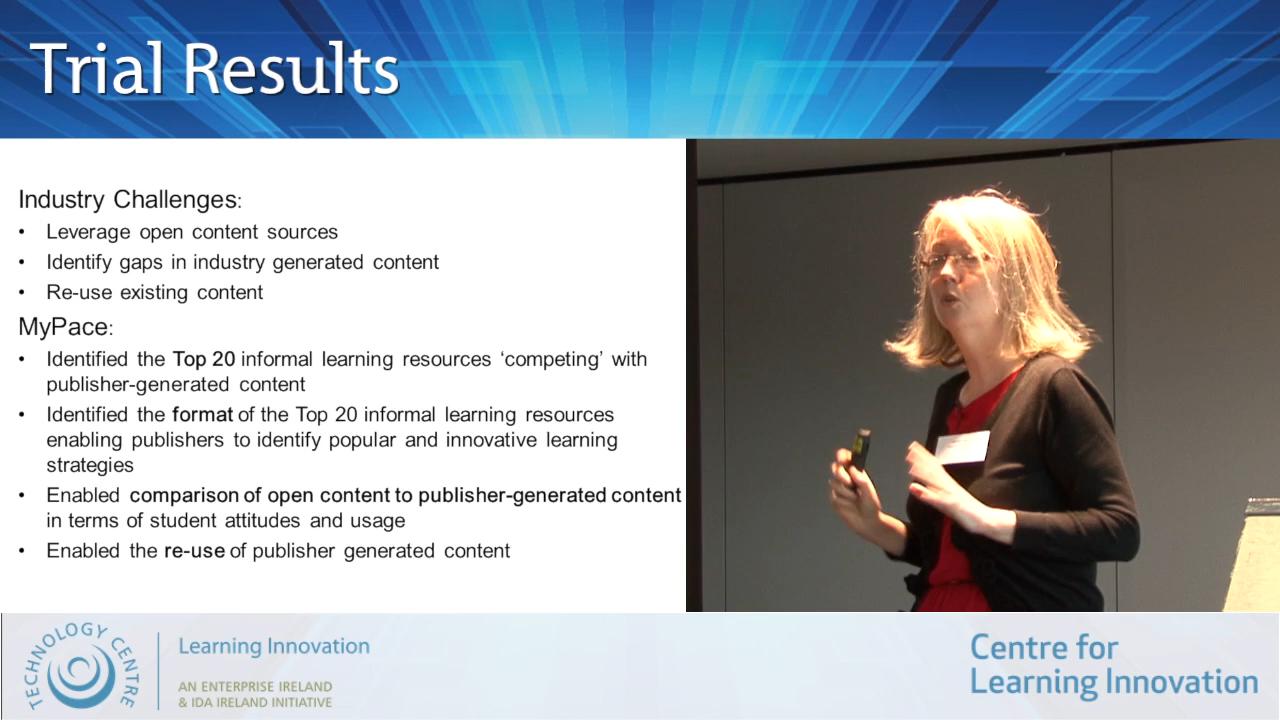 Trial Results
Industry Challenges:
• Leverage open content sources
• Identify gaps in industry generated content
• Re-use existing content
MyPace:
• Identified the Top 20 informal learning resources ‘competing’ with
publisher-generated content
• Identified the format of the Top 20 informal learning resources
enabling publishers to identify popular and innovative learning
strategies
• Enabled comparison of open content to publisher-generated content
in terms of student attitudes and usage
• Enabled the re-use of publisher generated content
TECHNOLOGY CENTRE
Learning Innovation
AN ENTERPRISE IRELAND
& IDA IRELAND INITIATIVE
Centre for
Learning Innovation